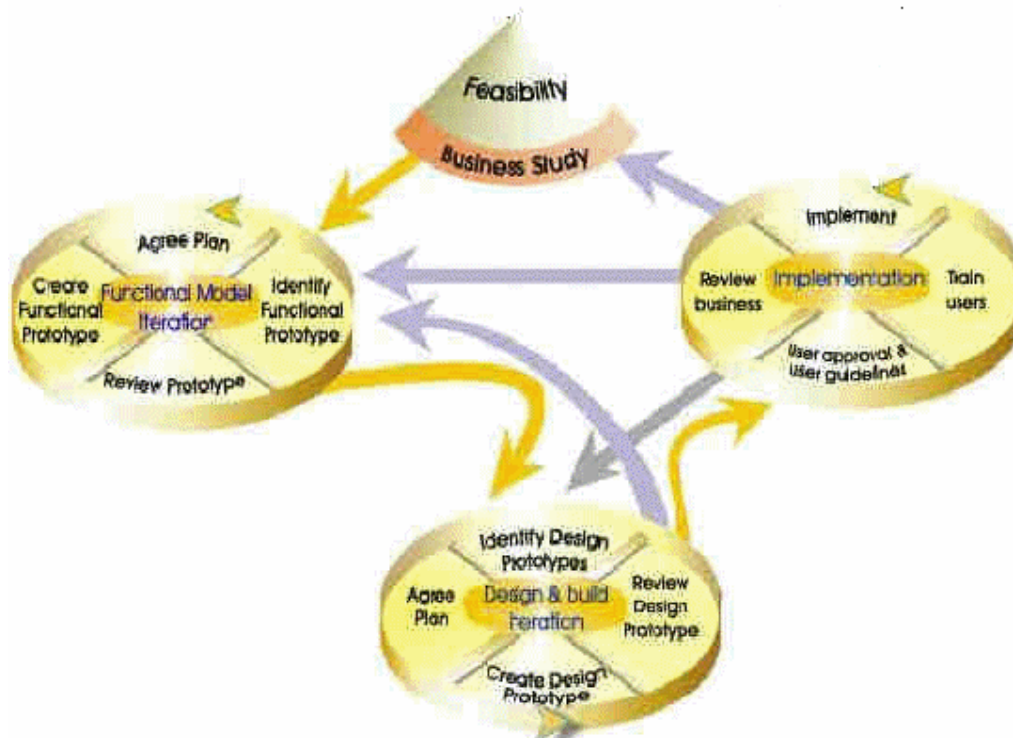 Feasibility
Business Study
Agree Plan
Create
Functional
Prototype
Functional Model
Iteration
Identify
Functional
Prototype
Review Prototype
Implement
Review
business
Implementation
Train
users
User approval &
user guidelines
Identify Design
Prototypes
Agree
Plan
Design & build
Iteration
Review
Design
Prototype
Create Design
Prototype